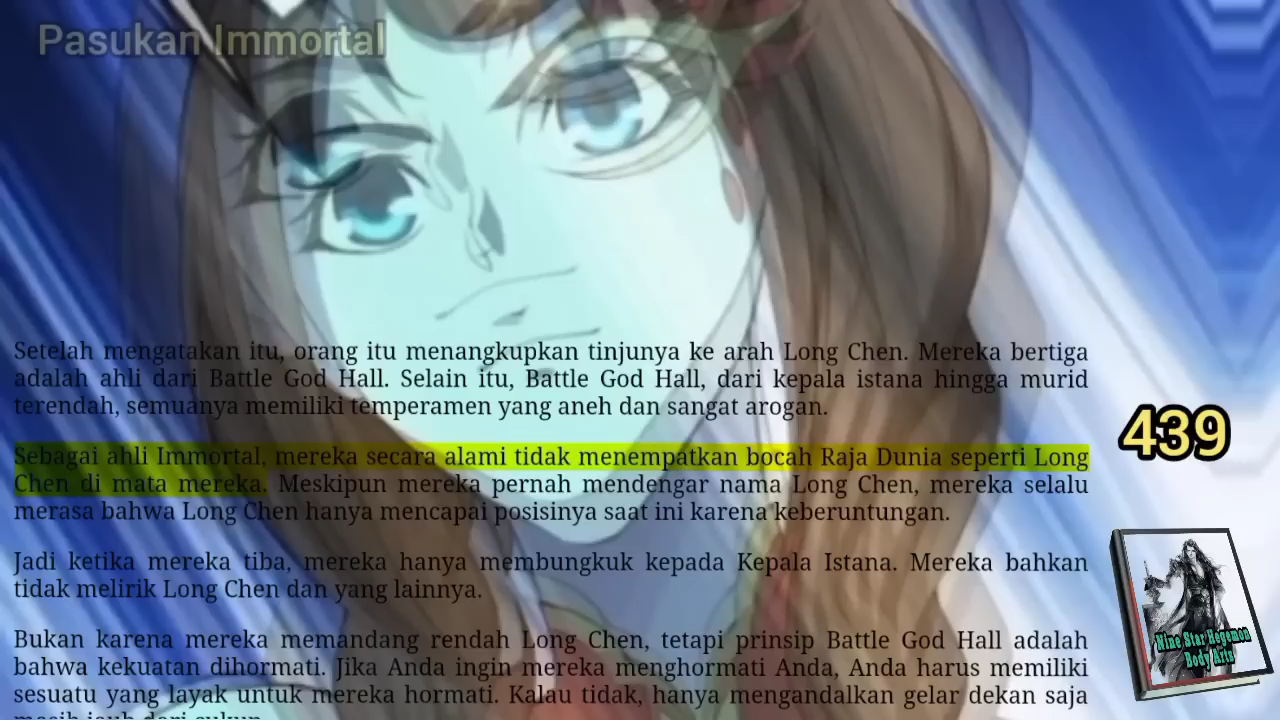 Pasukan Immortal
Setelah mengatakan itu, orang itu menangkupkan tinjunya ke arah Long Chen. Mereka bertiga
adalah ahli dari Battle God Hall. Selain itu, Battle God Hall, dari kepala istana hingga murid
terendah, semuanya memiliki temperamen yang aneh dan sangat arogan.
Sebagai ahli Immortal, mereka secara alami tidak menempatkan bocah Raja Dunia seperti Long
Chen di mata mereka. Meskipun mereka pernah mendengar nama Long Chen, mereka selalu
merasa bahwa Long Chen hanya mencapai posisinya saat ini karena keberuntungan.
Jadi ketika mereka tiba, mereka hanya membungkuk kepada Kepala Istana. Mereka bahkan
tidak melirik Long Chen dan yang lainnya.
Bukan karena mereka memandang rendah Long Chen, tetapi prinsip Battle God Hall adalah
bahwa kekuatan dihormati. Jika Anda ingin mereka menghormati Anda, Anda harus memiliki
sesuatu yang layak untuk mereka hormati. Kalau tidak, hanya mengandalkan gelar dekan saja
masih jauh dari cukup.
439
Nine Star Hegemon
Body Arts